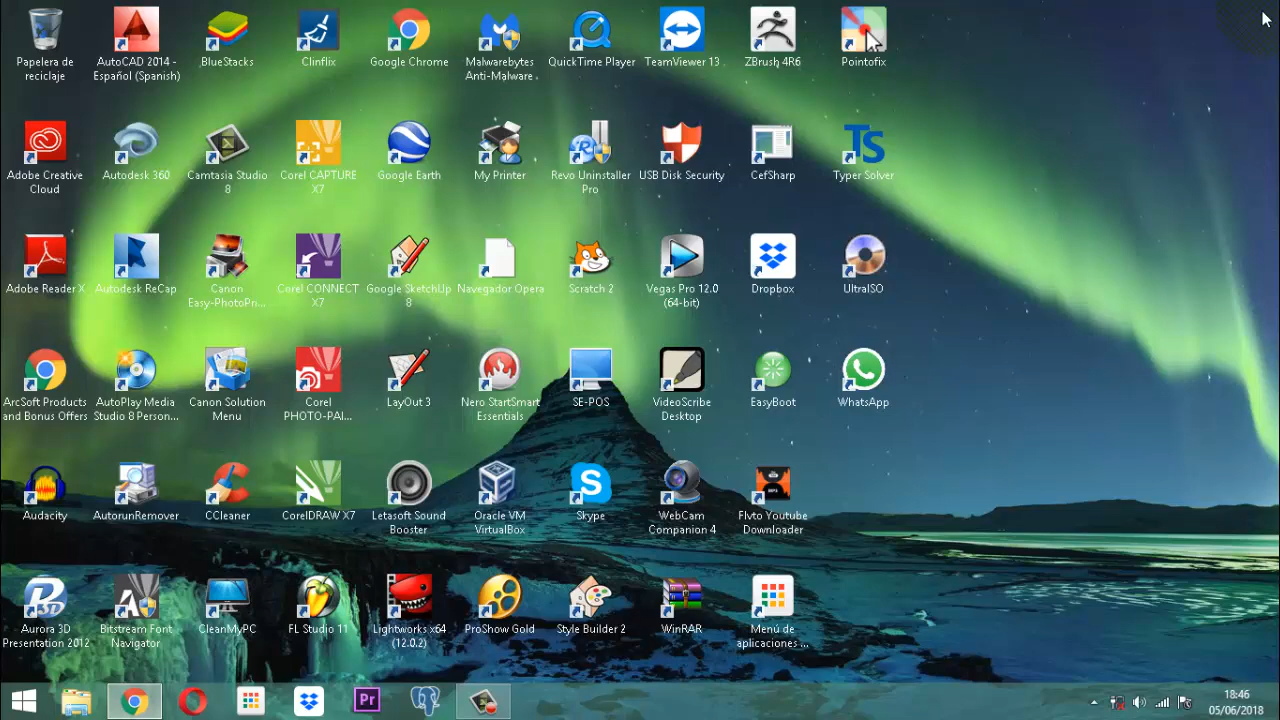 Papelera de
reciclaje
AutoCAD 2014 -
Español (Spanish)
BlueStacks
Clinflix
Google Chrome
Malwarebytes
Anti-Malware
QuickTime Player
TeamViewer 13
ZBrush 4R6
Pointofix
Adobe Creative
Cloud
Autodesk 360
Camtasia Studio
8
Corel CAPTURE
X7
Google Earth
My Printer
Revo Uninstaller
Pro
USB Disk Security
CefSharp
TS
Typer Solver
Adobe Reader X
Autodesk ReCap
Canon
Easy-PhotoPri...
Corel CONNECT
X7
Google SketchUp
8
Navegador Opera
Scratch 2
Vegas Pro 12.0
(64-bit)
Dropbox
UltraISO
ArcSoft Products
and Bonus Offers
AutoPlay Media
Studio 8 Person...
Canon Solution
Menu
Corel
PHOTO-PAI...
LayOut 3
Nero StartSmart
Essentials
SE-POS
VideoScribe
Desktop
EasyBoot
WhatsApp
Audacity
AutorunRemover
CCleaner
CorelDRAW X7
Letasoft Sound
Booster
Oracle VM
VirtualBox
Skype
WebCam
Companion 4
Flvto Youtube
Downloader
Aurora 3D
Presentation 2012
Bitstream Font
Navigator
CleanMyPC
FL Studio 11
Lightworks x64
(12.0.2)
ProShow Gold
Style Builder 2
WinRAR
Menú de
aplicaciones ...
Pr
18:46
05/06/2018